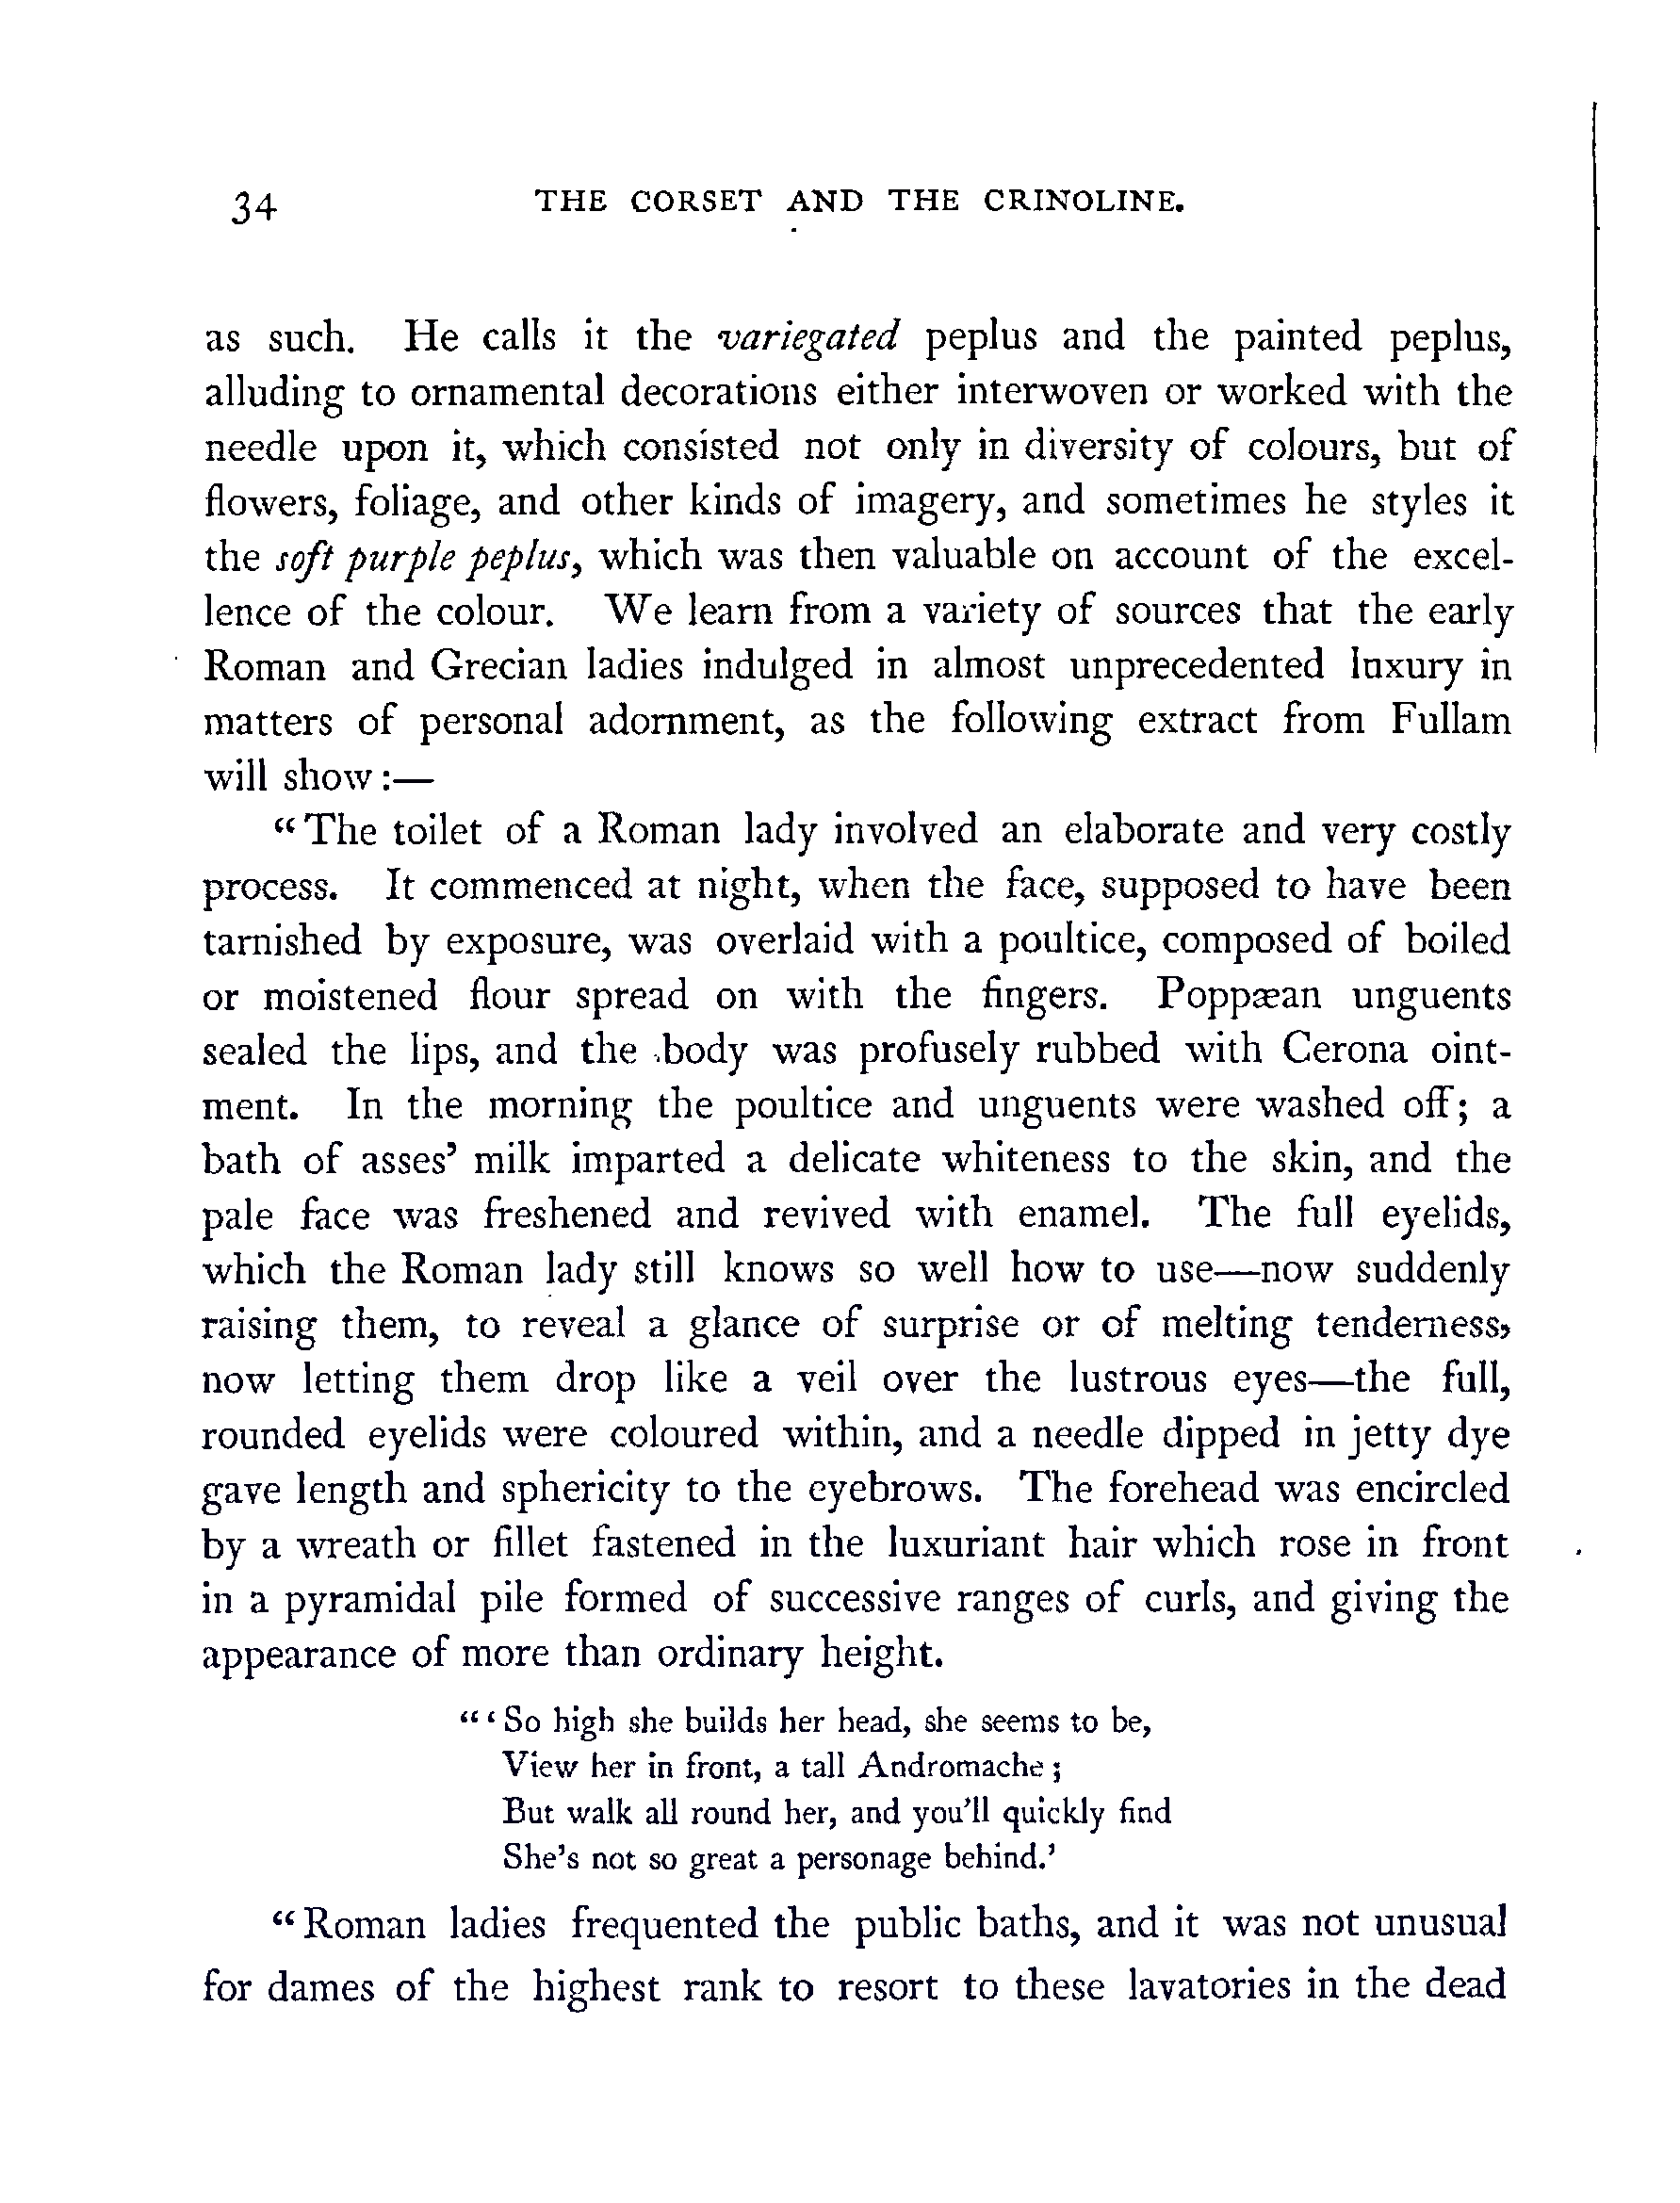 34 THE CORSET AND THE CRINOLINE.
as such. He calls it the variegated peplus and the painted peplus,
alluding to ornamental decorations either interwoven or worked with the
needle upon it, which consisted not only in diversity of colours, but of
flowers, foliage, and other kinds of imagery, and sometimes he styles it
the soft purple peplus, which was then valuable on account of the excel-
lence of the colour. We learn from a variety of sources that the early
Roman and Grecian ladies indulged in almost unprecedented luxury in
matters of personal adornment, as the following extract from Fullam
will show:—
“The toilet of a Roman lady involved an elaborate and very costly
process. It commenced at night, when the face, supposed to have been
tarnished by exposure, was overlaid with a poultice, composed of boiled
or moistened flour spread on with the fingers. Poppæan unguents
sealed the lips, and the body was profusely rubbed with Cerona oint-
ment. In the morning the poultice and unguents were washed off; a
bath of asses’ milk imparted a delicate whiteness to the skin, and the
pale face was freshened and revived with enamel. The full eyelids,
which the Roman lady still knows so well how to use—now suddenly
raising them, to reveal a glance of surprise or of melting tenderness,
now letting them drop like a veil over the lustrous eyes—the full,
rounded eyelids were coloured within, and a needle dipped in jetty dye
gave length and sphericity to the eyebrows. The forehead was encircled
by a wreath or fillet fastened in the luxuriant hair which rose in front
in a pyramidal pile formed of successive ranges of curls, and giving the
appearance of more than ordinary height.
“‘So high she builds her head, she seems to be,
View her in front, a tall Andromache;
But walk all round her, and you’ll quickly find
She’s not so great a personage behind.’
“Roman ladies frequented the public baths, and it was not unusual
for dames of the highest rank to resort to these lavatories in the dead